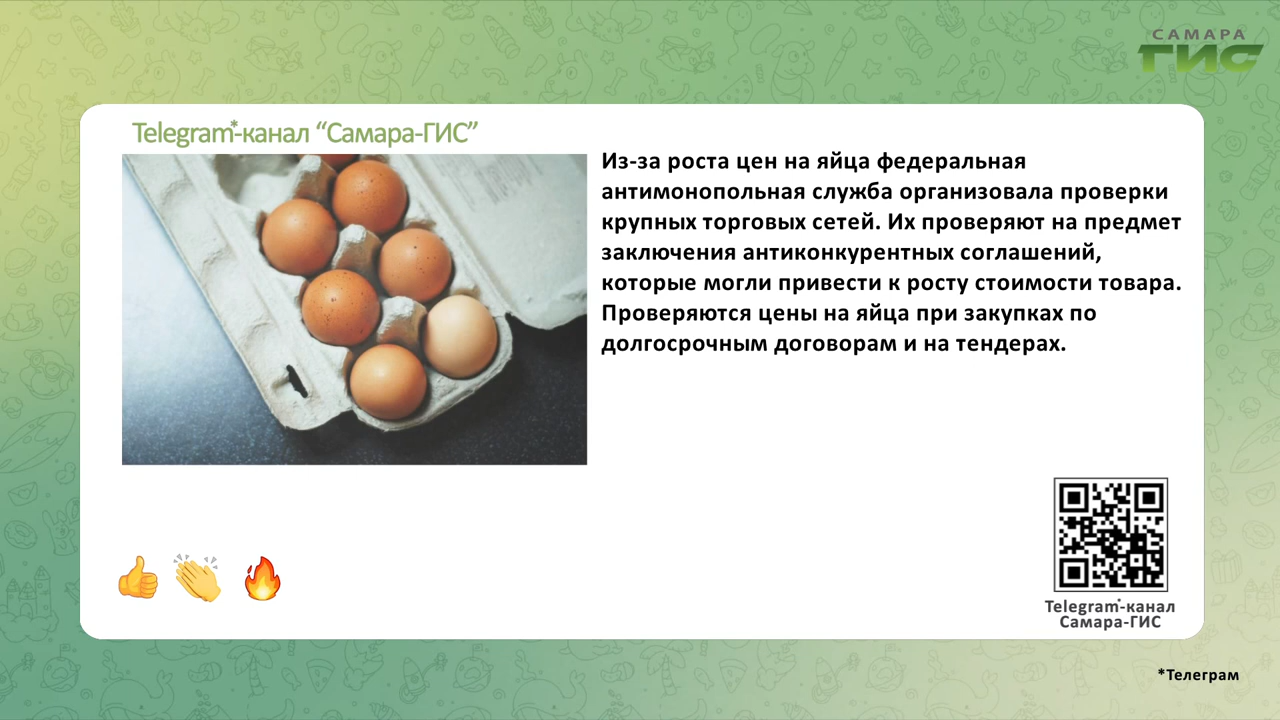 САМАРА
ГИС
Telegram*-канал “Самара-ГИС”
Из-за роста цен на яйца федеральная
антимонопольная служба организовала проверки
крупных торговых сетей. Их проверяют на предмет
заключения антиконкурентных соглашений,
которые могли привести к росту стоимости товара.
Проверяются цены на яйца при закупках по
долгосрочным договорам и на тендерах.
Telegram*-канал
Самара-ГИС
*Телеграм